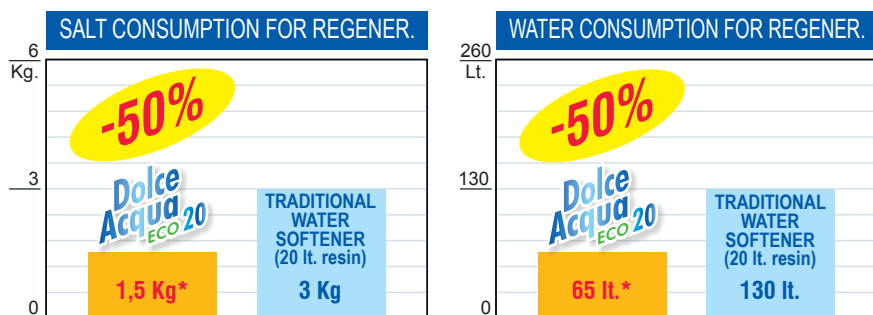 SALT CONSUMPTION FOR REGENER.
6
Kg.
-50%
3
Dolce
Acqua
ECO 20
TRADITIONAL
WATER
SOFTENER
(20 lt. resin)
1,5 Kg*
3 Kg
0
WATER CONSUMPTION FOR REGENER.
260
Lt.
-50%
130
Dolce
Acqua
ECO 20
TRADITIONAL
WATER
SOFTENER
(20 lt. resin)
65 lt.*
130 lt.
0